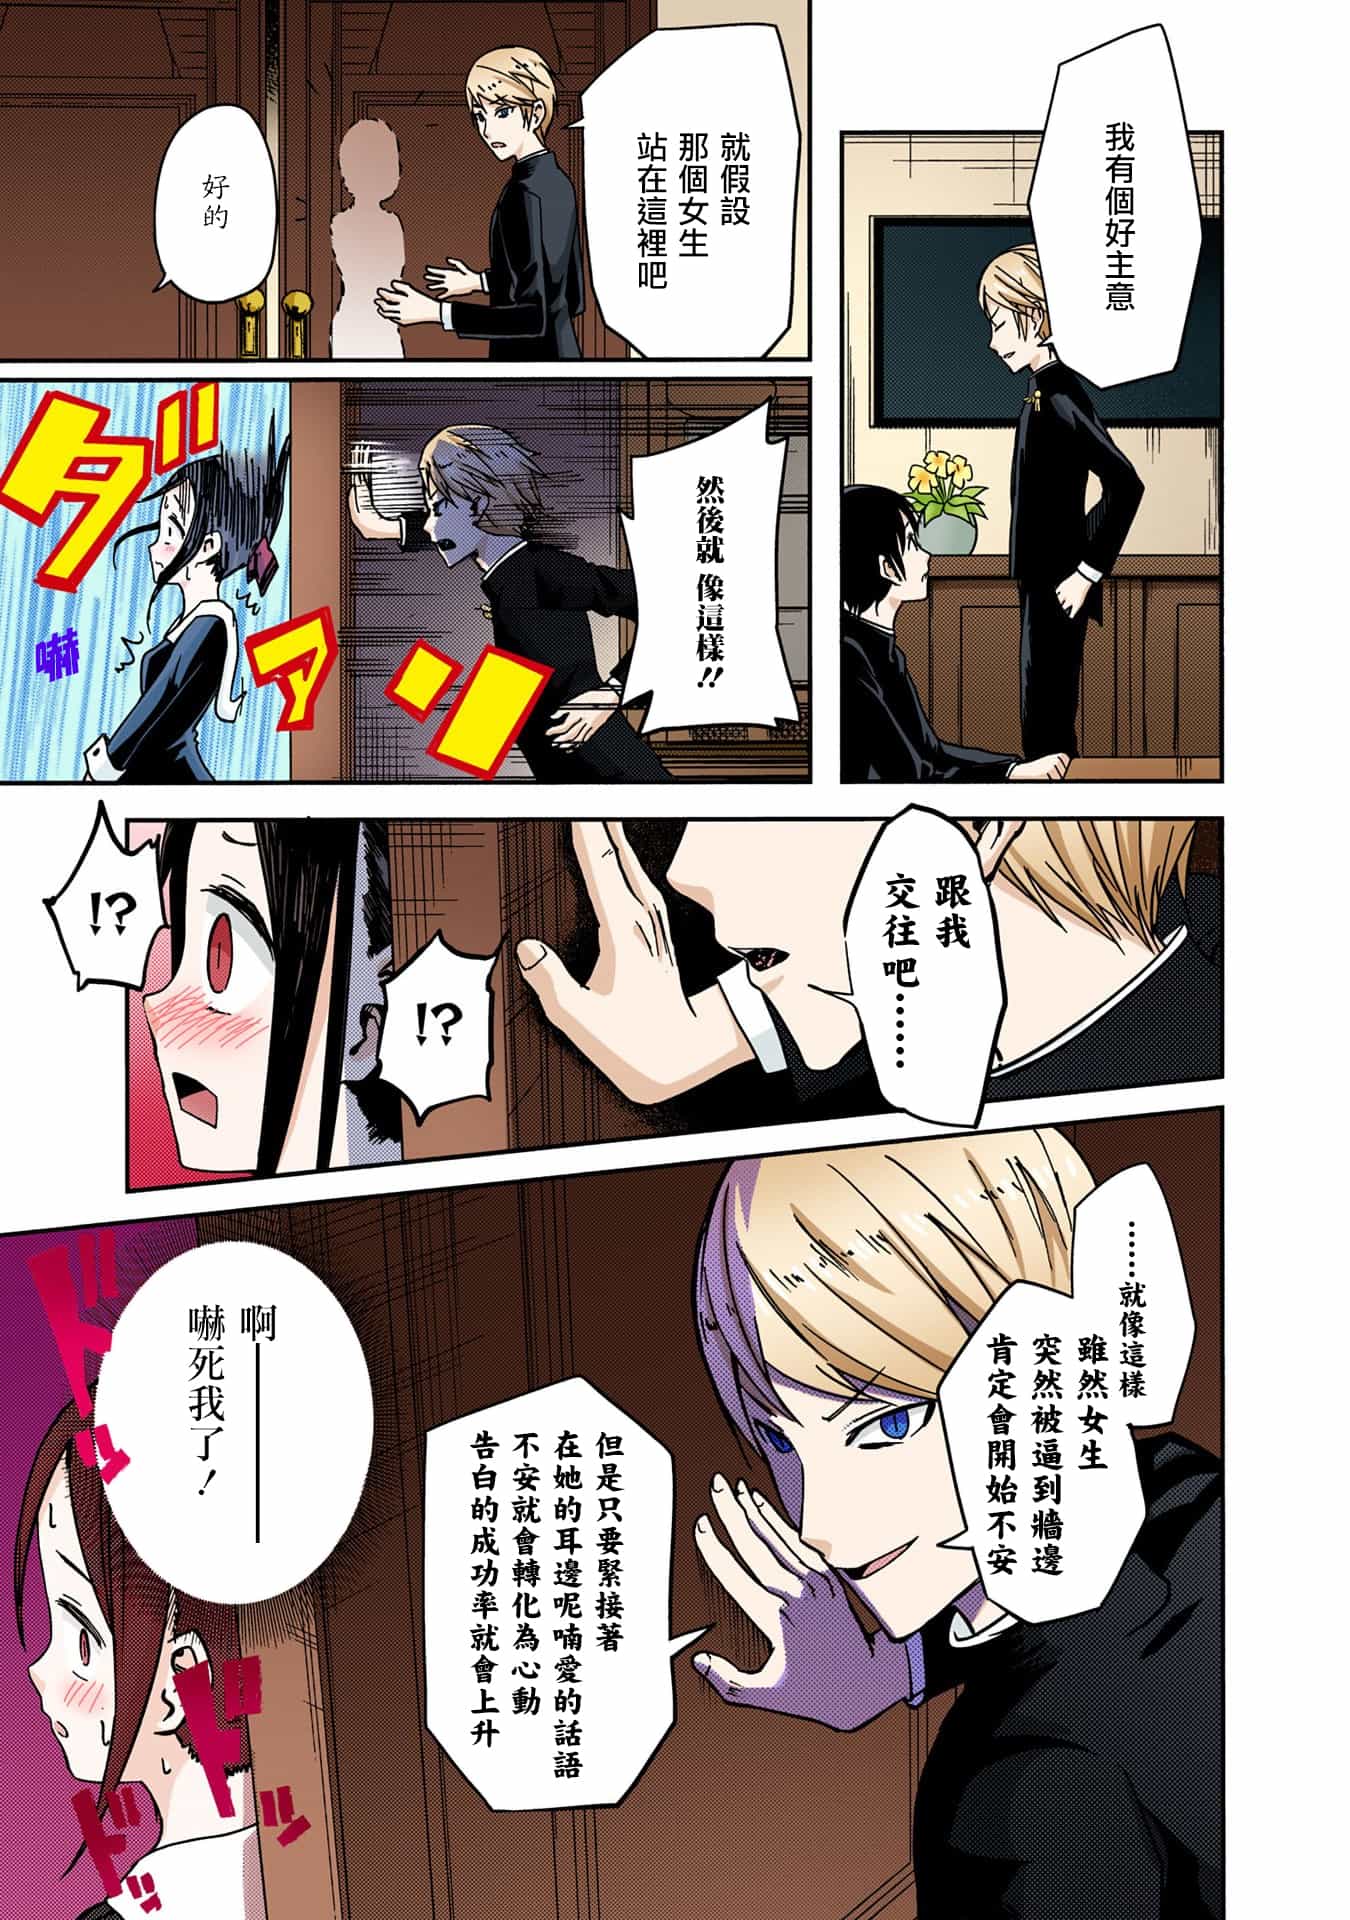 我有個好主意
就假設
那個女生
站在這裡吧
好的
然後就 像這樣!!
ダァン
嚇
跟我
交往吧……
!?
!?
……就像這樣
雖然女生
突然被逼到牆邊
肯定會開始不安
但是只要緊接著
在她的耳邊呢喃愛的話語
不安就會轉化為心動
告白的成功率就會上升
啊——
嚇死我了！
ドッ
ドッ
ドッ